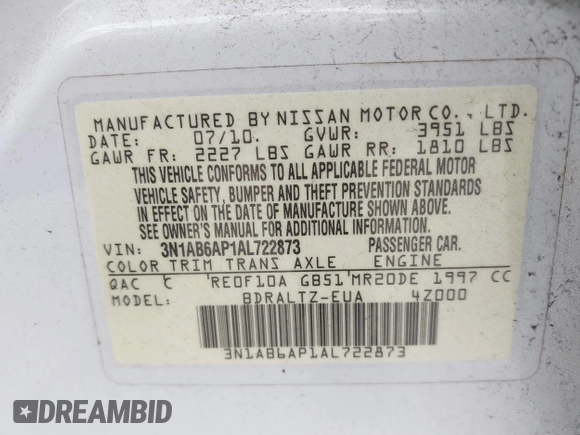 MANUFACTURED BY NISSAN MOTOR CO., LTD.
DATE: 07/10. GVWR: 3951 LBS
GAWR FR: 2227 LBS GAWR RR: 1810 LBS
THIS VEHICLE CONFORMS TO ALL APPLICABLE FEDERAL MOTOR
VEHICLE SAFETY, BUMPER AND THEFT PREVENTION STANDARDS
IN EFFECT ON THE DATE OF MANUFACTURE SHOWN ABOVE.
SEE OWNER'S MANUAL FOR ADDITIONAL INFORMATION.
VIN: 3N1AB6AP1AL722873 PASSENGER CAR.
COLOR TRIM TRANS AXLE ENGINE
QAC C RE0F10A GB51 MR20DE 1997 CC
MODEL: BDRALTZ-EUA 4Z000
3N1AB6AP1AL722873
DREAMBID